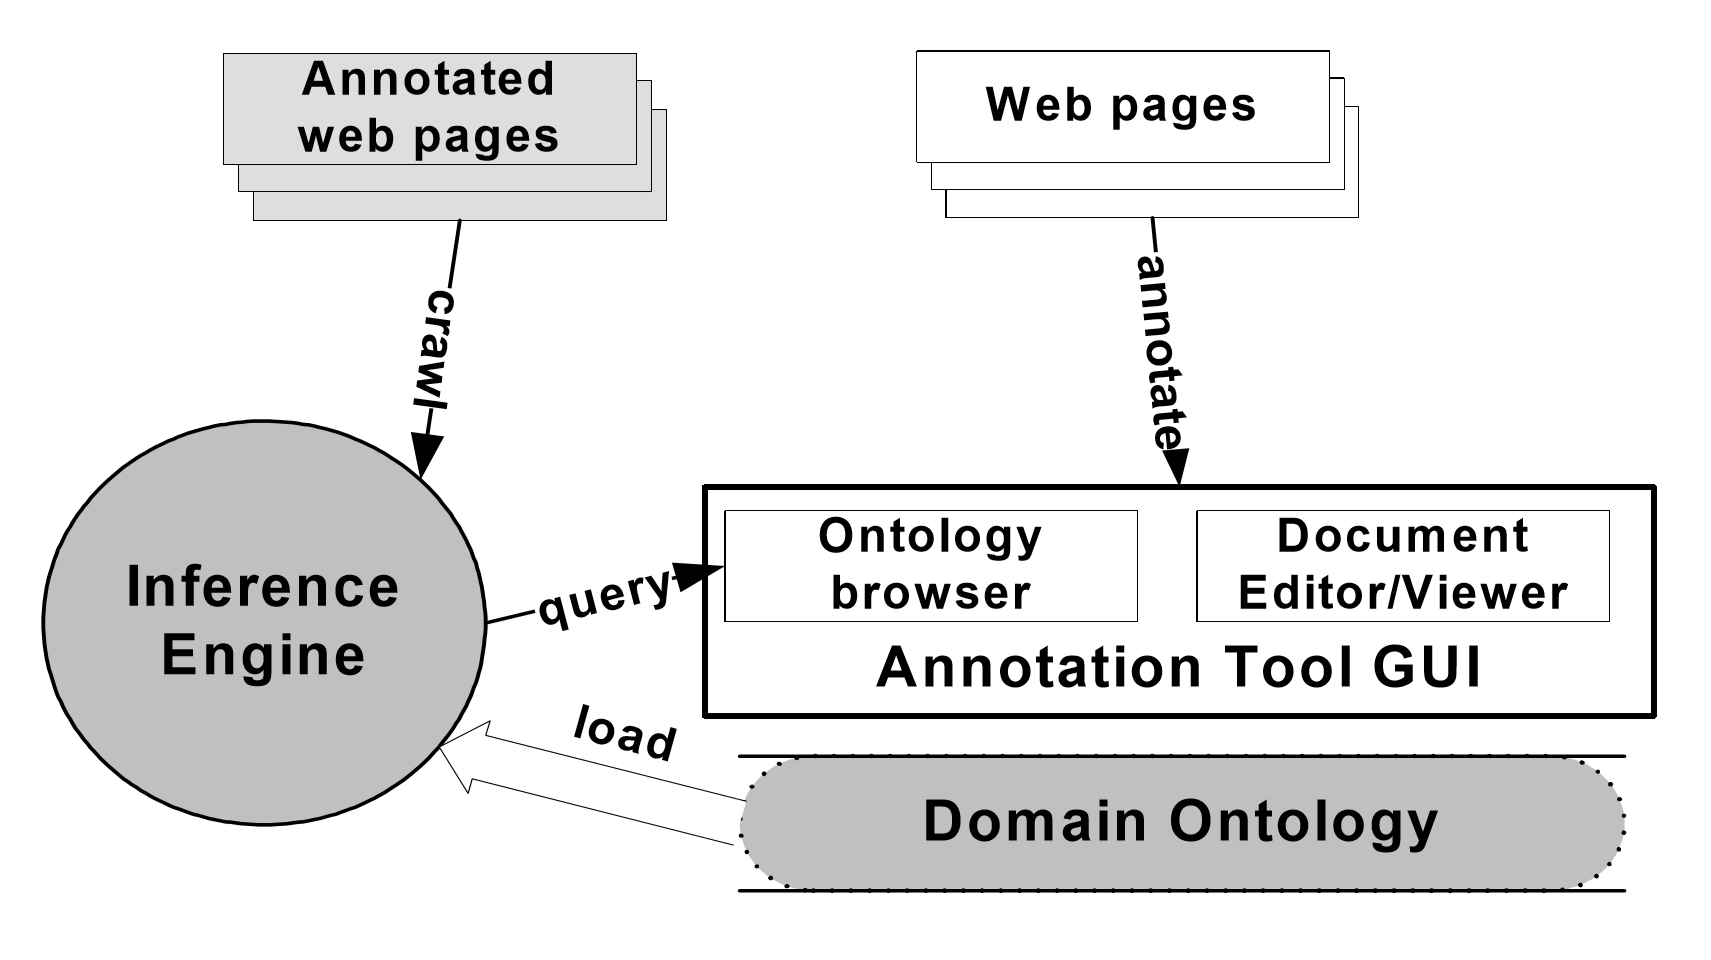 Annotated
web pages
Web pages
crawl
annotate
Inference
Engine
query
Ontology
browser
Document
Editor/Viewer
Annotation Tool GUI
load
Domain Ontology